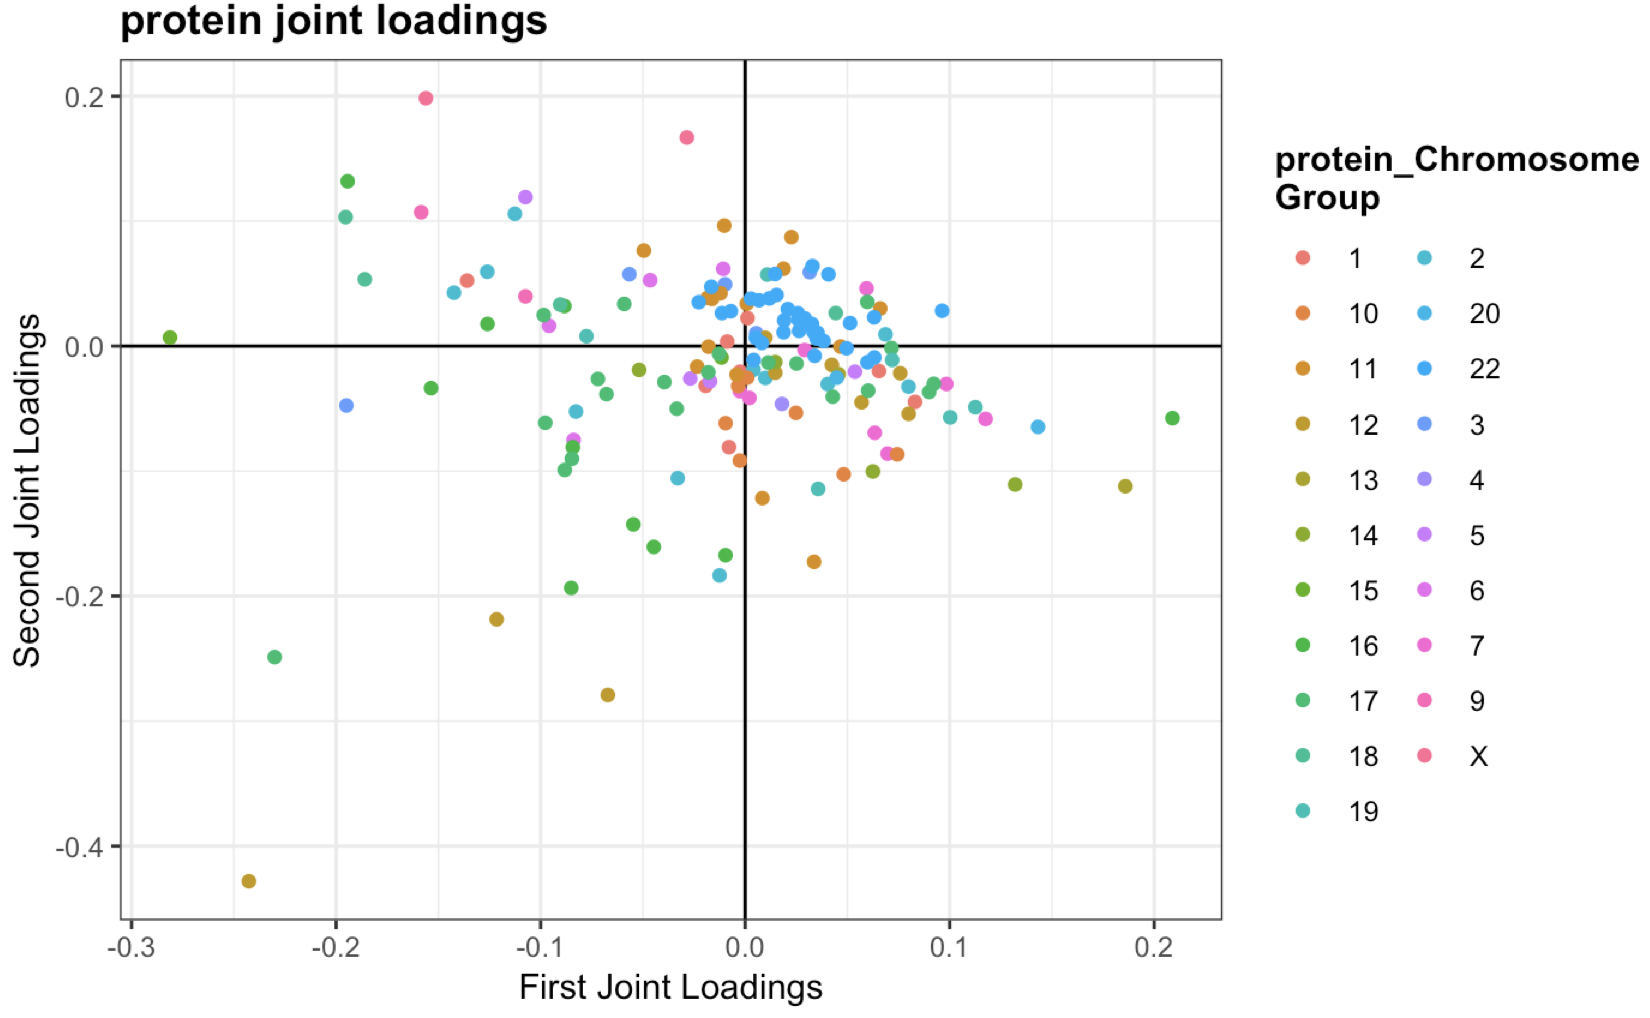 protein joint loadings
0.2
0.0
-0.2
-0.4
Second Joint Loadings
-0.3 -0.2 -0.1 0.0 0.1 0.2
First Joint Loadings
protein_Chromosome
Group
1 2
10 20
11 22
12 3
13 4
14 5
15 6
16 7
17 9
18 X
19